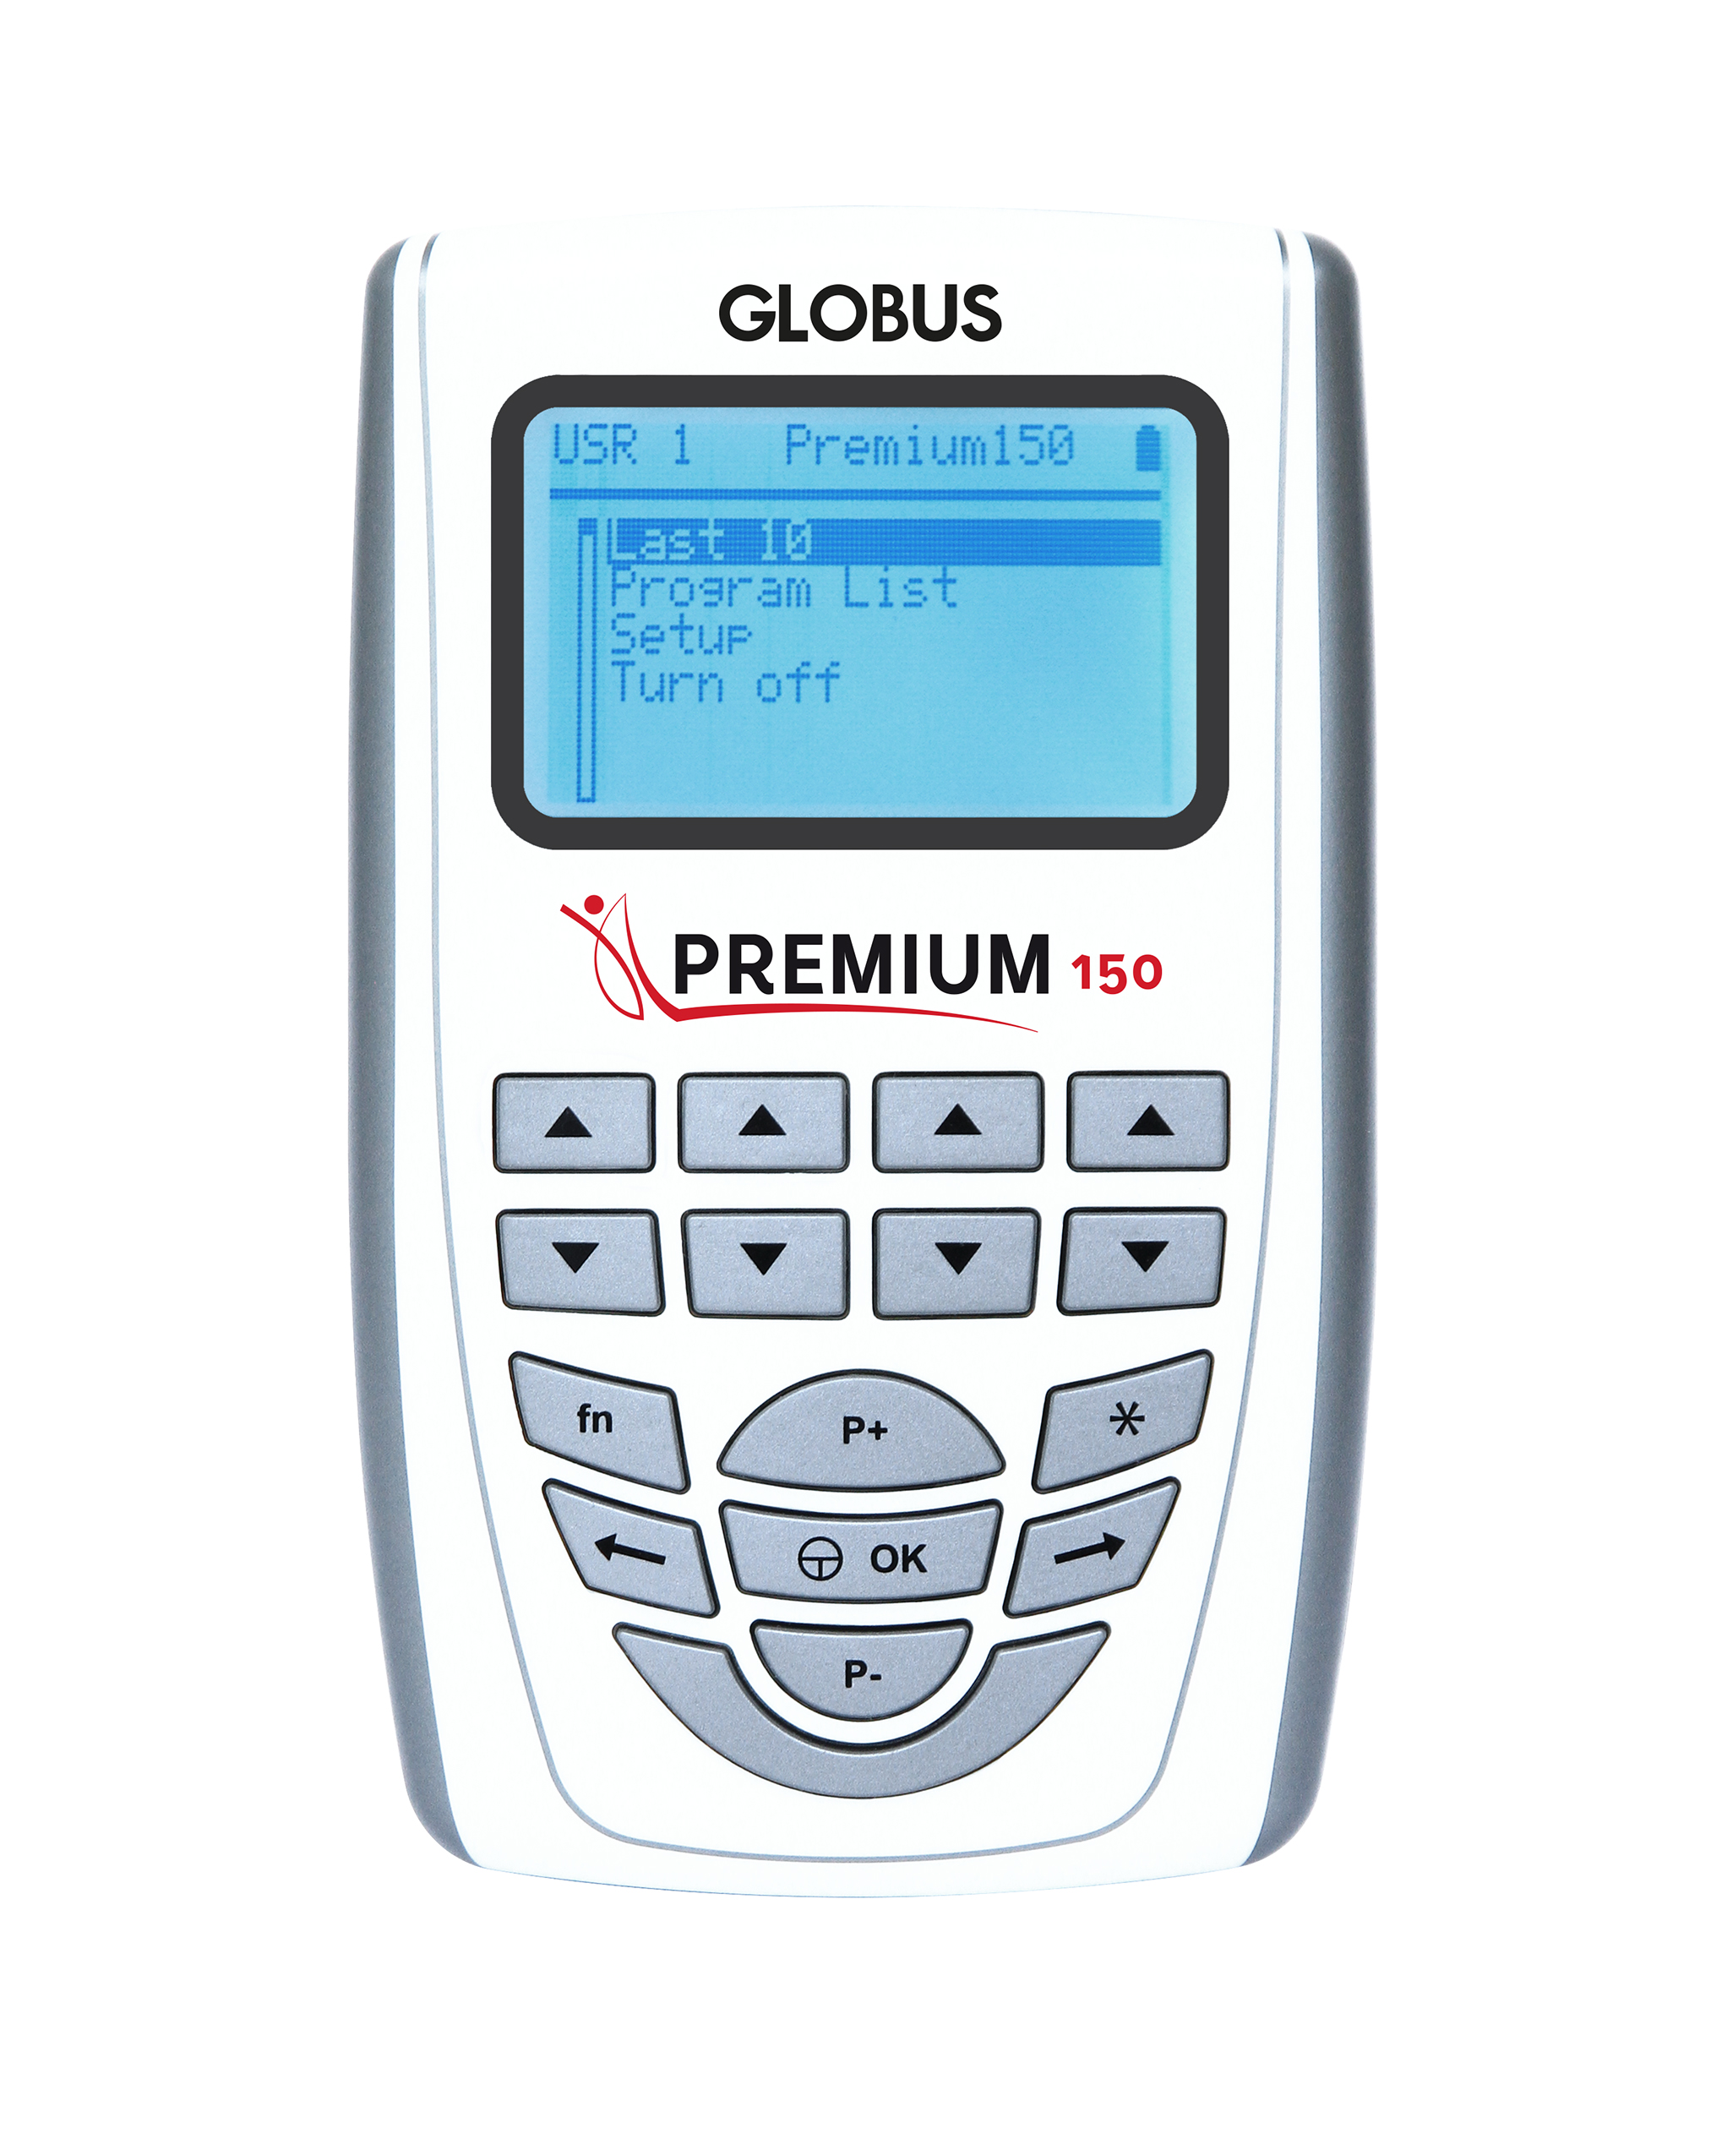 GLOBUS
USR 1 Premium150
Last 10
Program List
Setup
Turn off
PREMIUM 150
fn P+ *
OK
P-